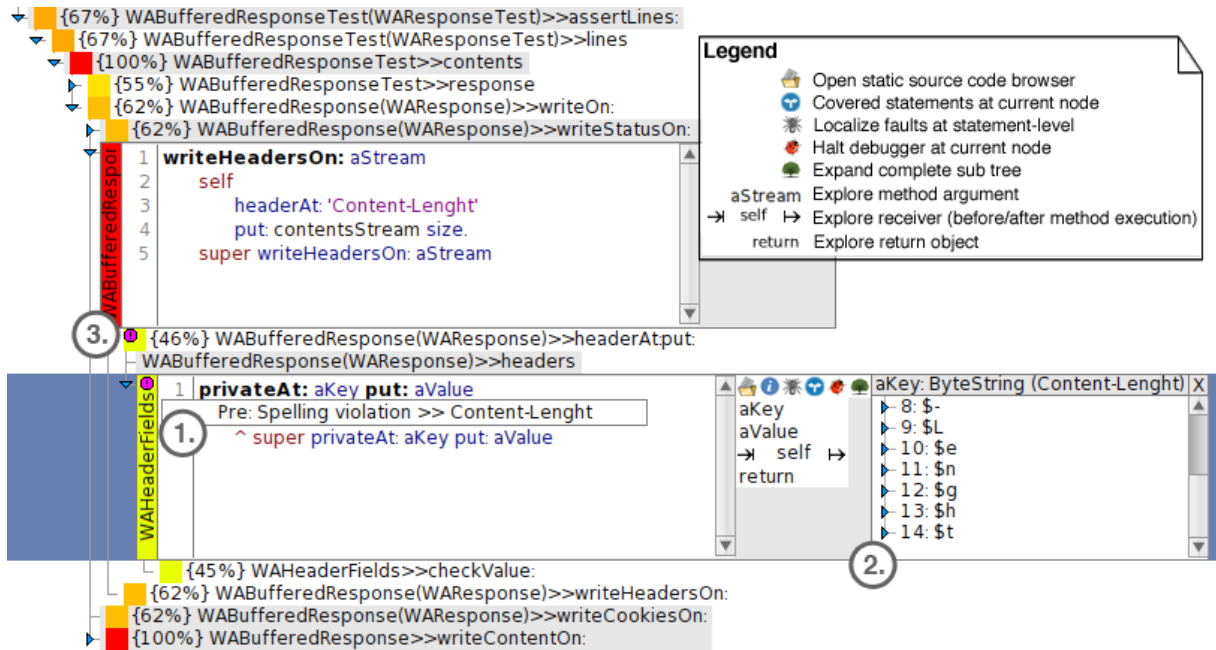 {67%} WABufferedResponseTest(WAResponseTest)>>assertLines:
{67%} WABufferedResponseTest(WAResponseTest)>>lines
{100%} WABufferedResponseTest>>contents
{55%} WABufferedResponseTest>>response
{62%} WABufferedResponse(WAResponse)>>writeOn:
{62%} WABufferedResponse(WAResponse)>>writeStatusOn:
Legend
Open static source code browser
Covered statements at current node
Localize faults at statement-level
Halt debugger at current node
Expand complete sub tree
aStream Explore method argument
self Explore receiver (before/after method execution)
return Explore return object
WABufferedRespo
1 writeHeadersOn: aStream
2 self
3 headerAt: 'Content-Lenght'
4 put: contentsStream size.
5 super writeHeadersOn: aStream
3.
{46%} WABufferedResponse(WAResponse)>>headerAt:put:
WABufferedResponse(WAResponse)>>headers
WAHeaderFields
1 privateAt: aKey put: aValue
Pre: Spelling violation >> Content-Lenght
^ super privateAt: aKey put: aValue
1.
aKey
aValue
self
return
aKey: ByteString (Content-Lenght) X
8: $-
9: $L
10: $e
11: $n
12: $g
13: $h
14: $t
2.
{45%} WAHeaderFields>>checkValue:
{62%} WABufferedResponse(WAResponse)>>writeHeadersOn:
{62%} WABufferedResponse(WAResponse)>>writeCookiesOn:
{100%} WABufferedResponse>>writeContentOn: